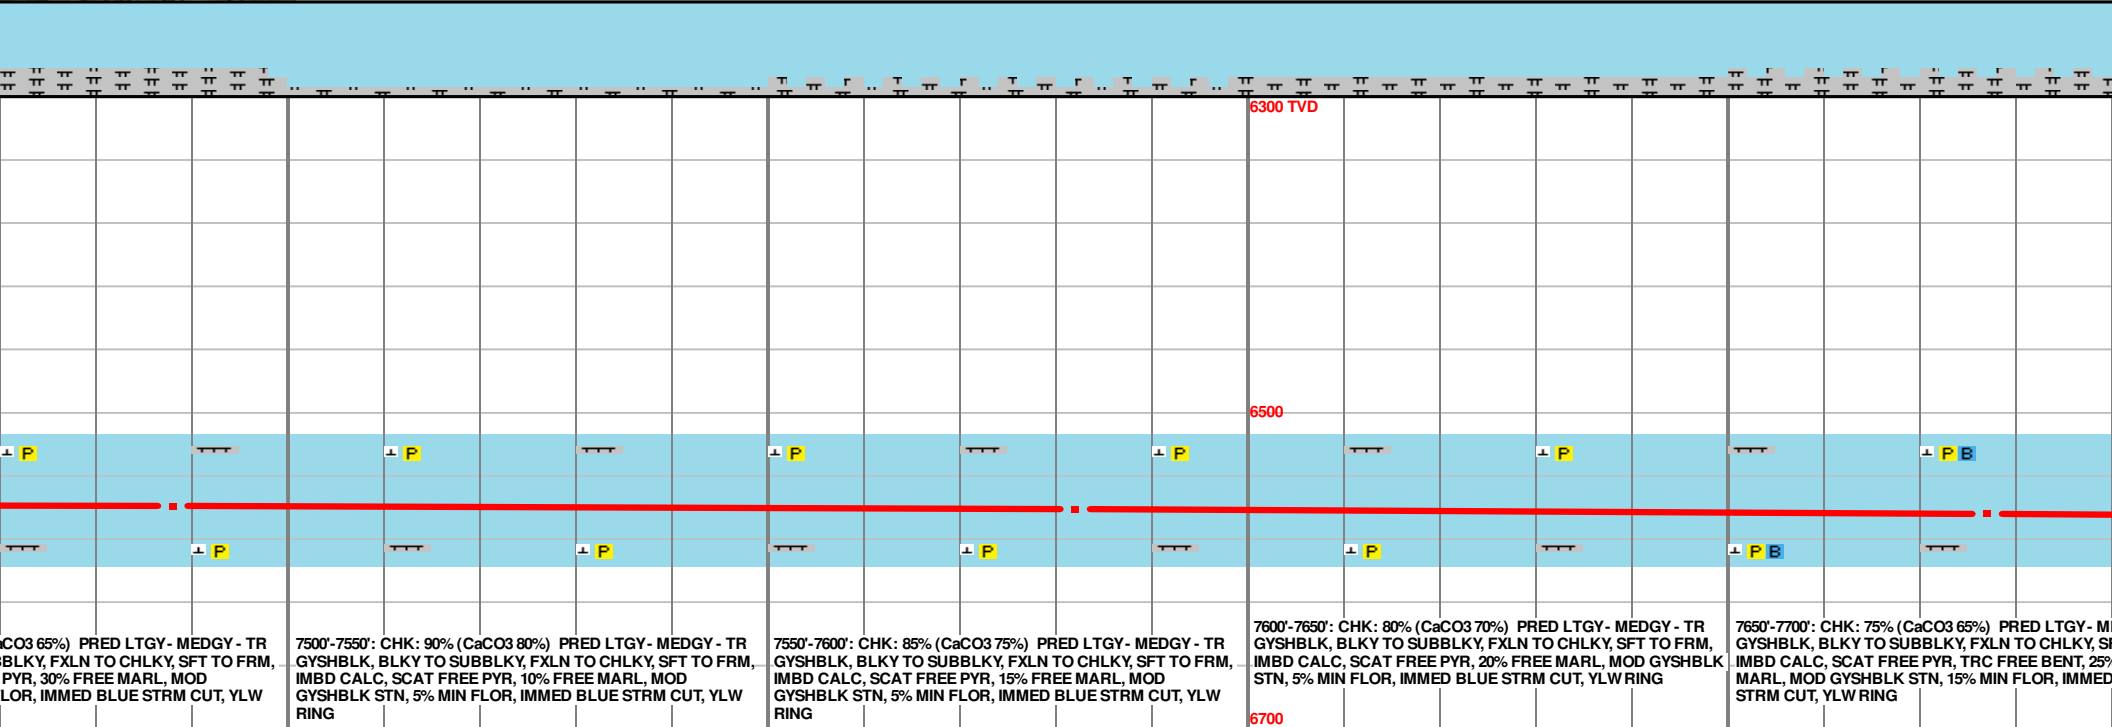 6300 TVD
6500
P
P
P
P
P
P B
P
P
P
P
P B
aCO3 65%) PRED LTGY- MEDGY - TR
BLKY, FXLN TO CHLKY, SFT TO FRM,
PYR, 30% FREE MARL, MOD
LOR, IMMED BLUE STRM CUT, YLW
7500'-7550': CHK: 90% (CaCO3 80%) PRED LTGY- MEDGY - TR
GYSHBLK, BLKY TO SUBBLKY, FXLN TO CHLKY, SFT TO FRM,
IMBD CALC, SCAT FREE PYR, 10% FREE MARL, MOD
GYSHBLK STN, 5% MIN FLOR, IMMED BLUE STRM CUT, YLW
RING
7550'-7600': CHK: 85% (CaCO3 75%) PRED LTGY- MEDGY - TR
GYSHBLK, BLKY TO SUBBLKY, FXLN TO CHLKY, SFT TO FRM,
IMBD CALC, SCAT FREE PYR, 15% FREE MARL, MOD
GYSHBLK STN, 5% MIN FLOR, IMMED BLUE STRM CUT, YLW
RING
7600'-7650': CHK: 80% (CaCO3 70%) PRED LTGY- MEDGY - TR
GYSHBLK, BLKY TO SUBBLKY, FXLN TO CHLKY, SFT TO FRM,
IMBD CALC, SCAT FREE PYR, 20% FREE MARL, MOD GYSHBLK
STN, 5% MIN FLOR, IMMED BLUE STRM CUT, YLW RING
7650'-7700': CHK: 75% (CaCO3 65%) PRED LTGY - M
GYSHBLK, BLKY TO SUBBLKY, FXLN TO CHLKY, S
IMBD CALC, SCAT FREE PYR, TRC FREE BENT, 25%
MARL, MOD GYSHBLK STN, 15% MIN FLOR, IMMED
STRM CUT, YLW RING
6700